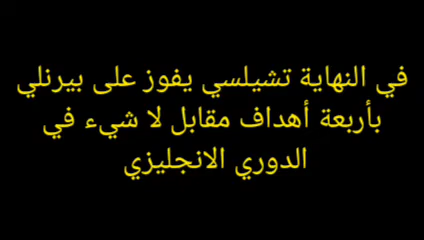 في النهاية تشيلسي يفوز على بيرنلي
بأربعة أهداف مقابل لا شيء في
الدوري الانجليزي